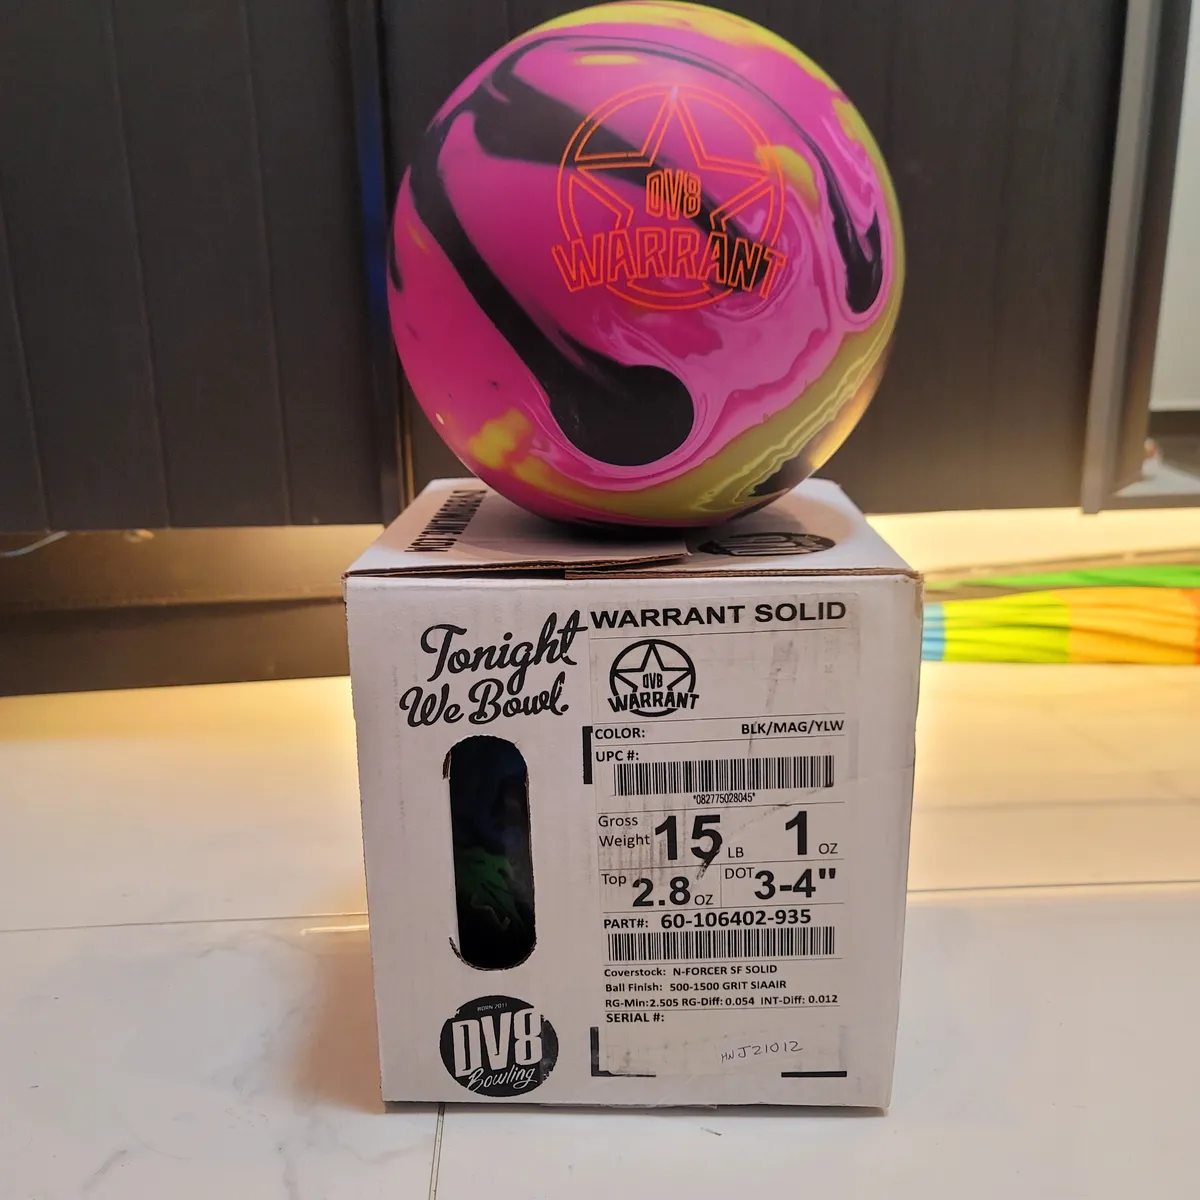 DV8
WARRANT
DV8BOWLING.COM
Tonight
We Bowl.
WARRANT SOLID
DV8
WARRANT
COLOR: BLK/MAG/YLW
UPC #:
*082775028045*
Gross
Weight 15 LB 1 OZ
Top 2.8 OZ DOT 3-4"
PART#: 60-106402-935
Coverstock: N-FORCER SF SOLID
Ball Finish: 500-1500 GRIT SIAAIR
RG-Min:2.505 RG-Diff: 0.054 INT-Diff: 0.012
SERIAL #:
HNJ21012
BORN 2011
DV8
Bowling